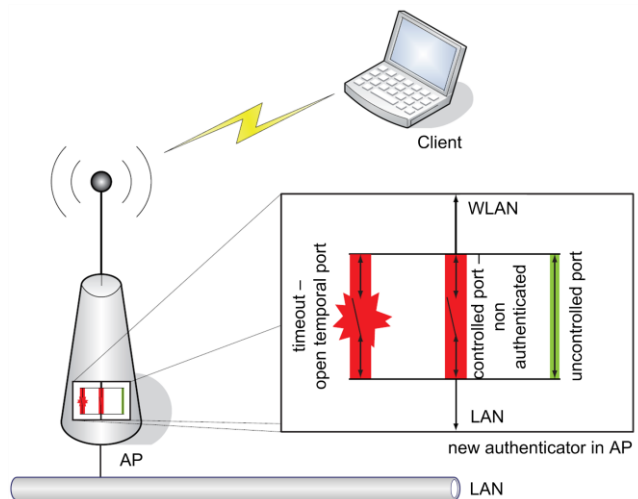 Client
WLAN
timeout –
open temporal port
controlled port –
non
authenticated
uncontrolled port
LAN
new authenticator in AP
AP
LAN